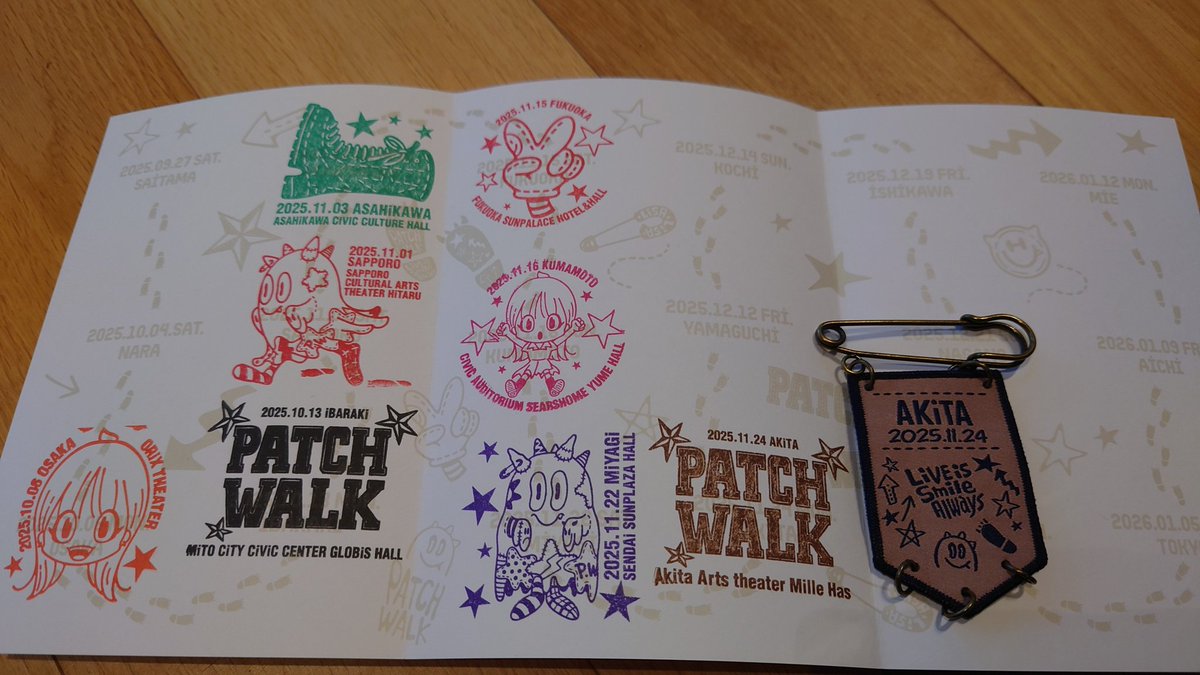 2025.09.27 SAT.
SAiTAMA
2025.10.04.SAT.
NARA
2025.10.05 OSAKA
ORIX THEATER
2025.11.03 ASAHiKAWA
ASAHiKAWA CIVIC CULTURE HALL
2025.11.01
SAPPORO
SAPPORO
CULTURAL ARTS
THEATER HiTARU
2025.10.13 iBARAKi
PATCH
WALK
MiTO CiTY CiViC CENTER GLOBiS HALL
2025.11.15 FUKUOKA
FUKUOKA SUNPALACE HOTEL&HALL
2025.11.16 KUMAMOTO
CIVIC AUDITORIUM SEARSHOME YUME HALL
PW
2025.11.22 MiYAGi
SENDAi SUNPLAZA HALL
PATCH
WALK
2025.12.14 SUN.
KOCHi
2025.12.12 FRi.
YAMAGUCHi
2025.11.24 AKiTA
PATCH
WALK
Akita Arts theater Mille Has
2025.12.19 FRi.
iSHiKAWA
2026.01.12 MON.
MiE
2026.01.09 FR
AiCHi
AKiTA
2025.11.24
LiVE is
Smile
Always